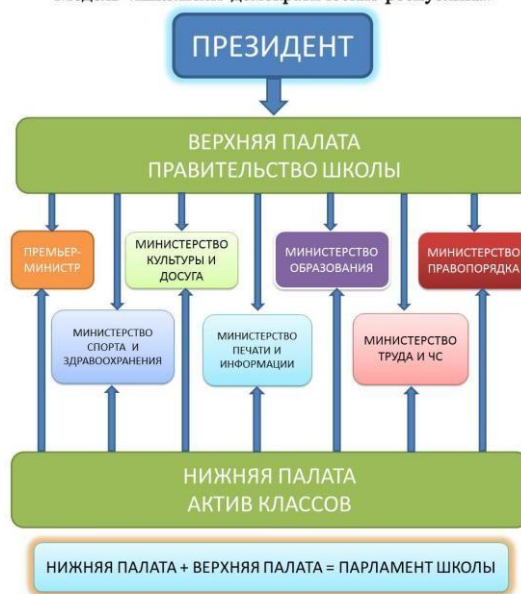 ПРЕЗИДЕНТ
ВЕРХНЯЯ ПАЛАТА
ПРАВИТЕЛЬСТВО ШКОЛЫ
ПРЕМЬЕР-
МИНИСТР
МИНИСТЕРСТВО
КУЛЬТУРЫ И
ДОСУГА
МИНИСТЕРСТВО
ОБРАЗОВАНИЯ
МИНИСТЕРСТВО
ПРАВОПОРЯДКА
МИНИСТЕРСТВО
СПОРТА И
ЗДРАВООХРАНЕНИЯ
МИНИСТЕРСТВО
ПЕЧАТИ И
ИНФОРМАЦИИ
МИНИСТЕРСТВО
ТРУДА И ЧС
НИЖНЯЯ ПАЛАТА
АКТИВ КЛАССОВ
НИЖНЯЯ ПАЛАТА + ВЕРХНЯЯ ПАЛАТА = ПАРЛАМЕНТ ШКОЛЫ